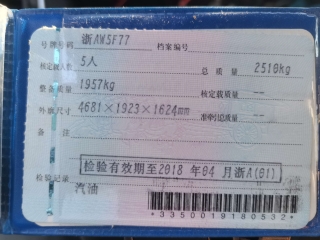 号牌号码 浙AW5F77 档案编号
核定载人数 5人 总质量 2510kg
整备质量 1957kg 核定载质量 --
外廓尺寸 4681×1923×1624mm 准牵引总质量 --
备注
检验有效期至2018年04月浙A(01)
检验记录
汽油
*3350019180532*